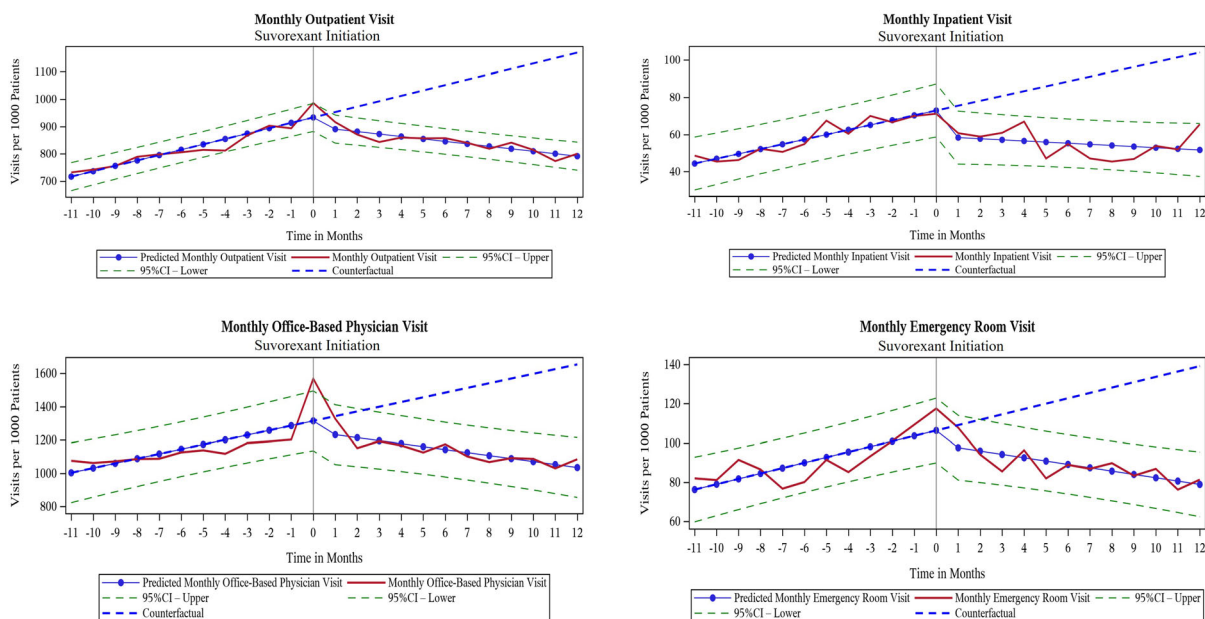 Monthly Outpatient Visit
Suvorexant Initiation
Visits per 1000 Patients
1100
1000
900
800
700
-11 -10 -9 -8 -7 -6 -5 -4 -3 -2 -1 0 1 2 3 4 5 6 7 8 9 10 11 12
Time in Months
Predicted Monthly Outpatient Visit Monthly Outpatient Visit 95%CI – Upper
95%CI – Lower Counterfactual
Monthly Inpatient Visit
Suvorexant Initiation
Visits per 1000 Patients
100
80
60
40
-11 -10 -9 -8 -7 -6 -5 -4 -3 -2 -1 0 1 2 3 4 5 6 7 8 9 10 11 12
Time in Months
Predicted Monthly Inpatient Visit Monthly Inpatient Visit 95%CI – Upper
95%CI – Lower Counterfactual
Monthly Office-Based Physician Visit
Suvorexant Initiation
Visits per 1000 Patients
1600
1400
1200
1000
800
-11 -10 -9 -8 -7 -6 -5 -4 -3 -2 -1 0 1 2 3 4 5 6 7 8 9 10 11 12
Time in Months
Predicted Monthly Office-Based Physician Visit Monthly Office-Based Physician Visit
95%CI – Upper 95%CI – Lower
Counterfactual
Monthly Emergency Room Visit
Suvorexant Initiation
Visits per 1000 Patients
140
120
100
80
60
-11 -10 -9 -8 -7 -6 -5 -4 -3 -2 -1 0 1 2 3 4 5 6 7 8 9 10 11 12
Time in Months
Predicted Monthly Emergency Room Visit Monthly Emergency Room Visit 95%CI – Upper
95%CI – Lower Counterfactual